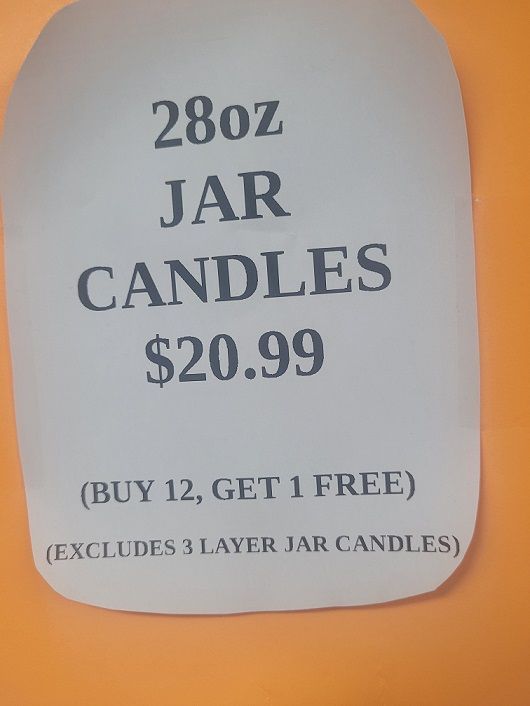 28oz
JAR
CANDLES
$20.99
(BUY 12, GET 1 FREE)
(EXCLUDES 3 LAYER JAR CANDLES)